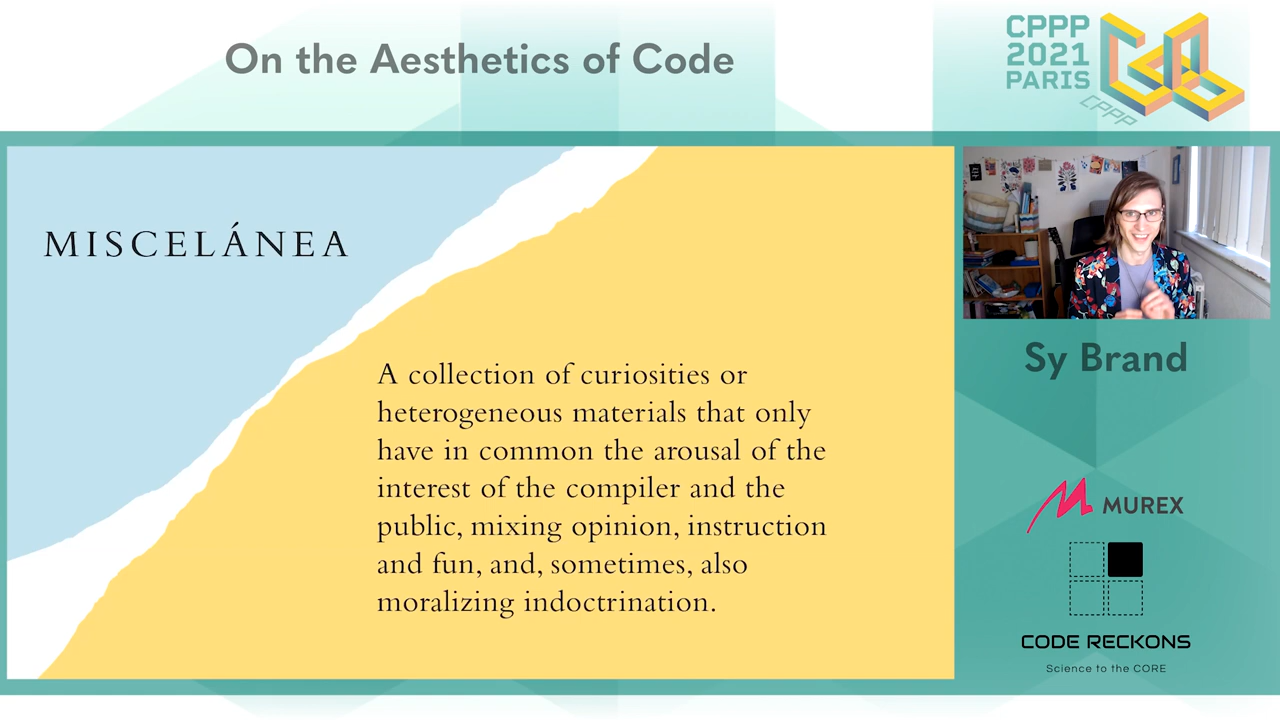 On the Aesthetics of Code
CPPP
2021
PARIS
CPPP
MISCELÁNEA
A collection of curiosities or
heterogeneous materials that only
have in common the arousal of the
interest of the compiler and the
public, mixing opinion, instruction
and fun, and, sometimes, also
moralizing indoctrination.
Sy Brand
MUREX
CODE RECKONS
Science to the CORE